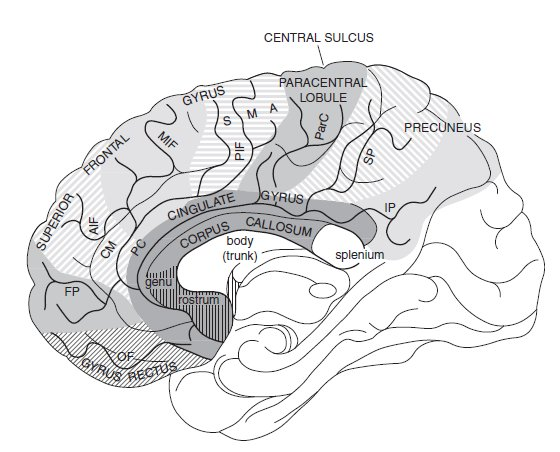 CENTRAL SULCUS
PARACENTRAL
LOBULE
GYRUS
S M A
ParC
PRECUNEUS
FRONTAL
MIF
PIF
SP
SUPERIOR
AIF
CM
PC
CINGULATE GYRUS
IP
CORPUS CALLOSUM
body
(trunk)
splenium
genu
rostrum
FP
OF
GYRUS RECTUS